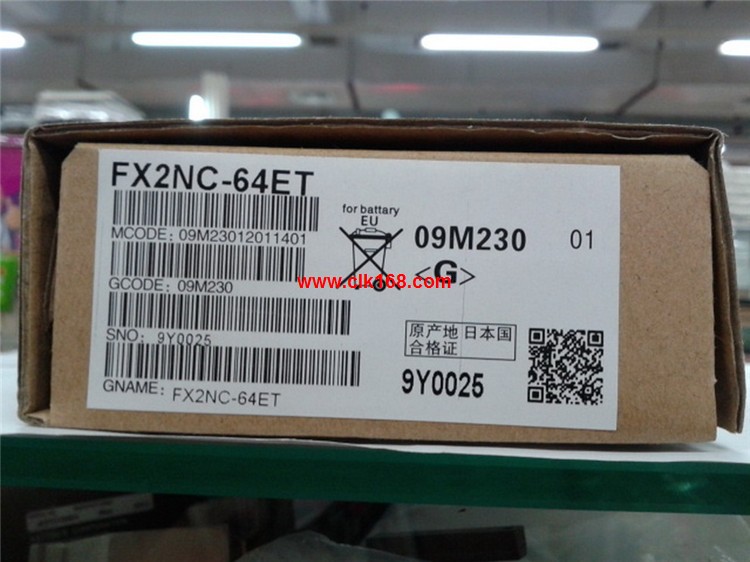 FX2NC-64ET
MCODE: 09M23012011401
GCODE: 09M230
SNO: 9Y0025
GNAME: FX2NC-64ET
for battary
EU
09M230 01
<G>
www.clk168.com
原产地 日本国
合格证
9Y0025